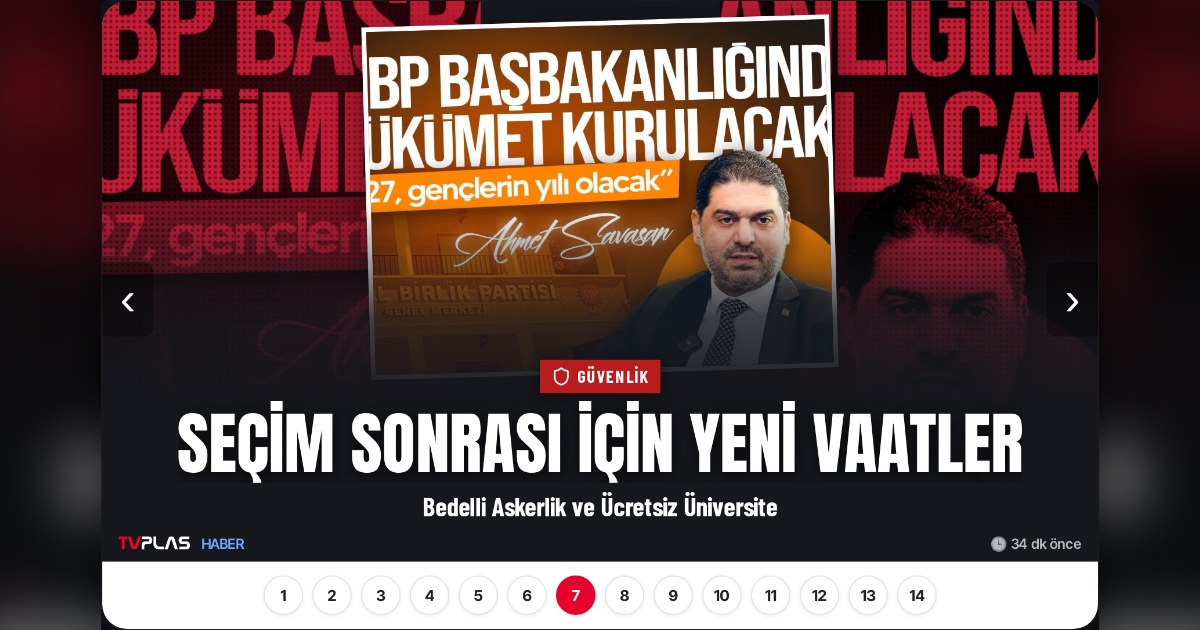 BP BAŞBAKANLIĞIND
ÜKÜMET KURULACAK
27, gençlerin yılı olacak”
Ahmet Savaşan
L BİRLİK PARTİSİ
GENEL MERKEZİ
GÜVENLİK
SEÇİM SONRASI İÇİN YENİ VAATLER
Bedelli Askerlik ve Ücretsiz Üniversite
TVPLAS HABER
34 dk önce
1 2 3 4 5 6 7 8 9 10 11 12 13 14